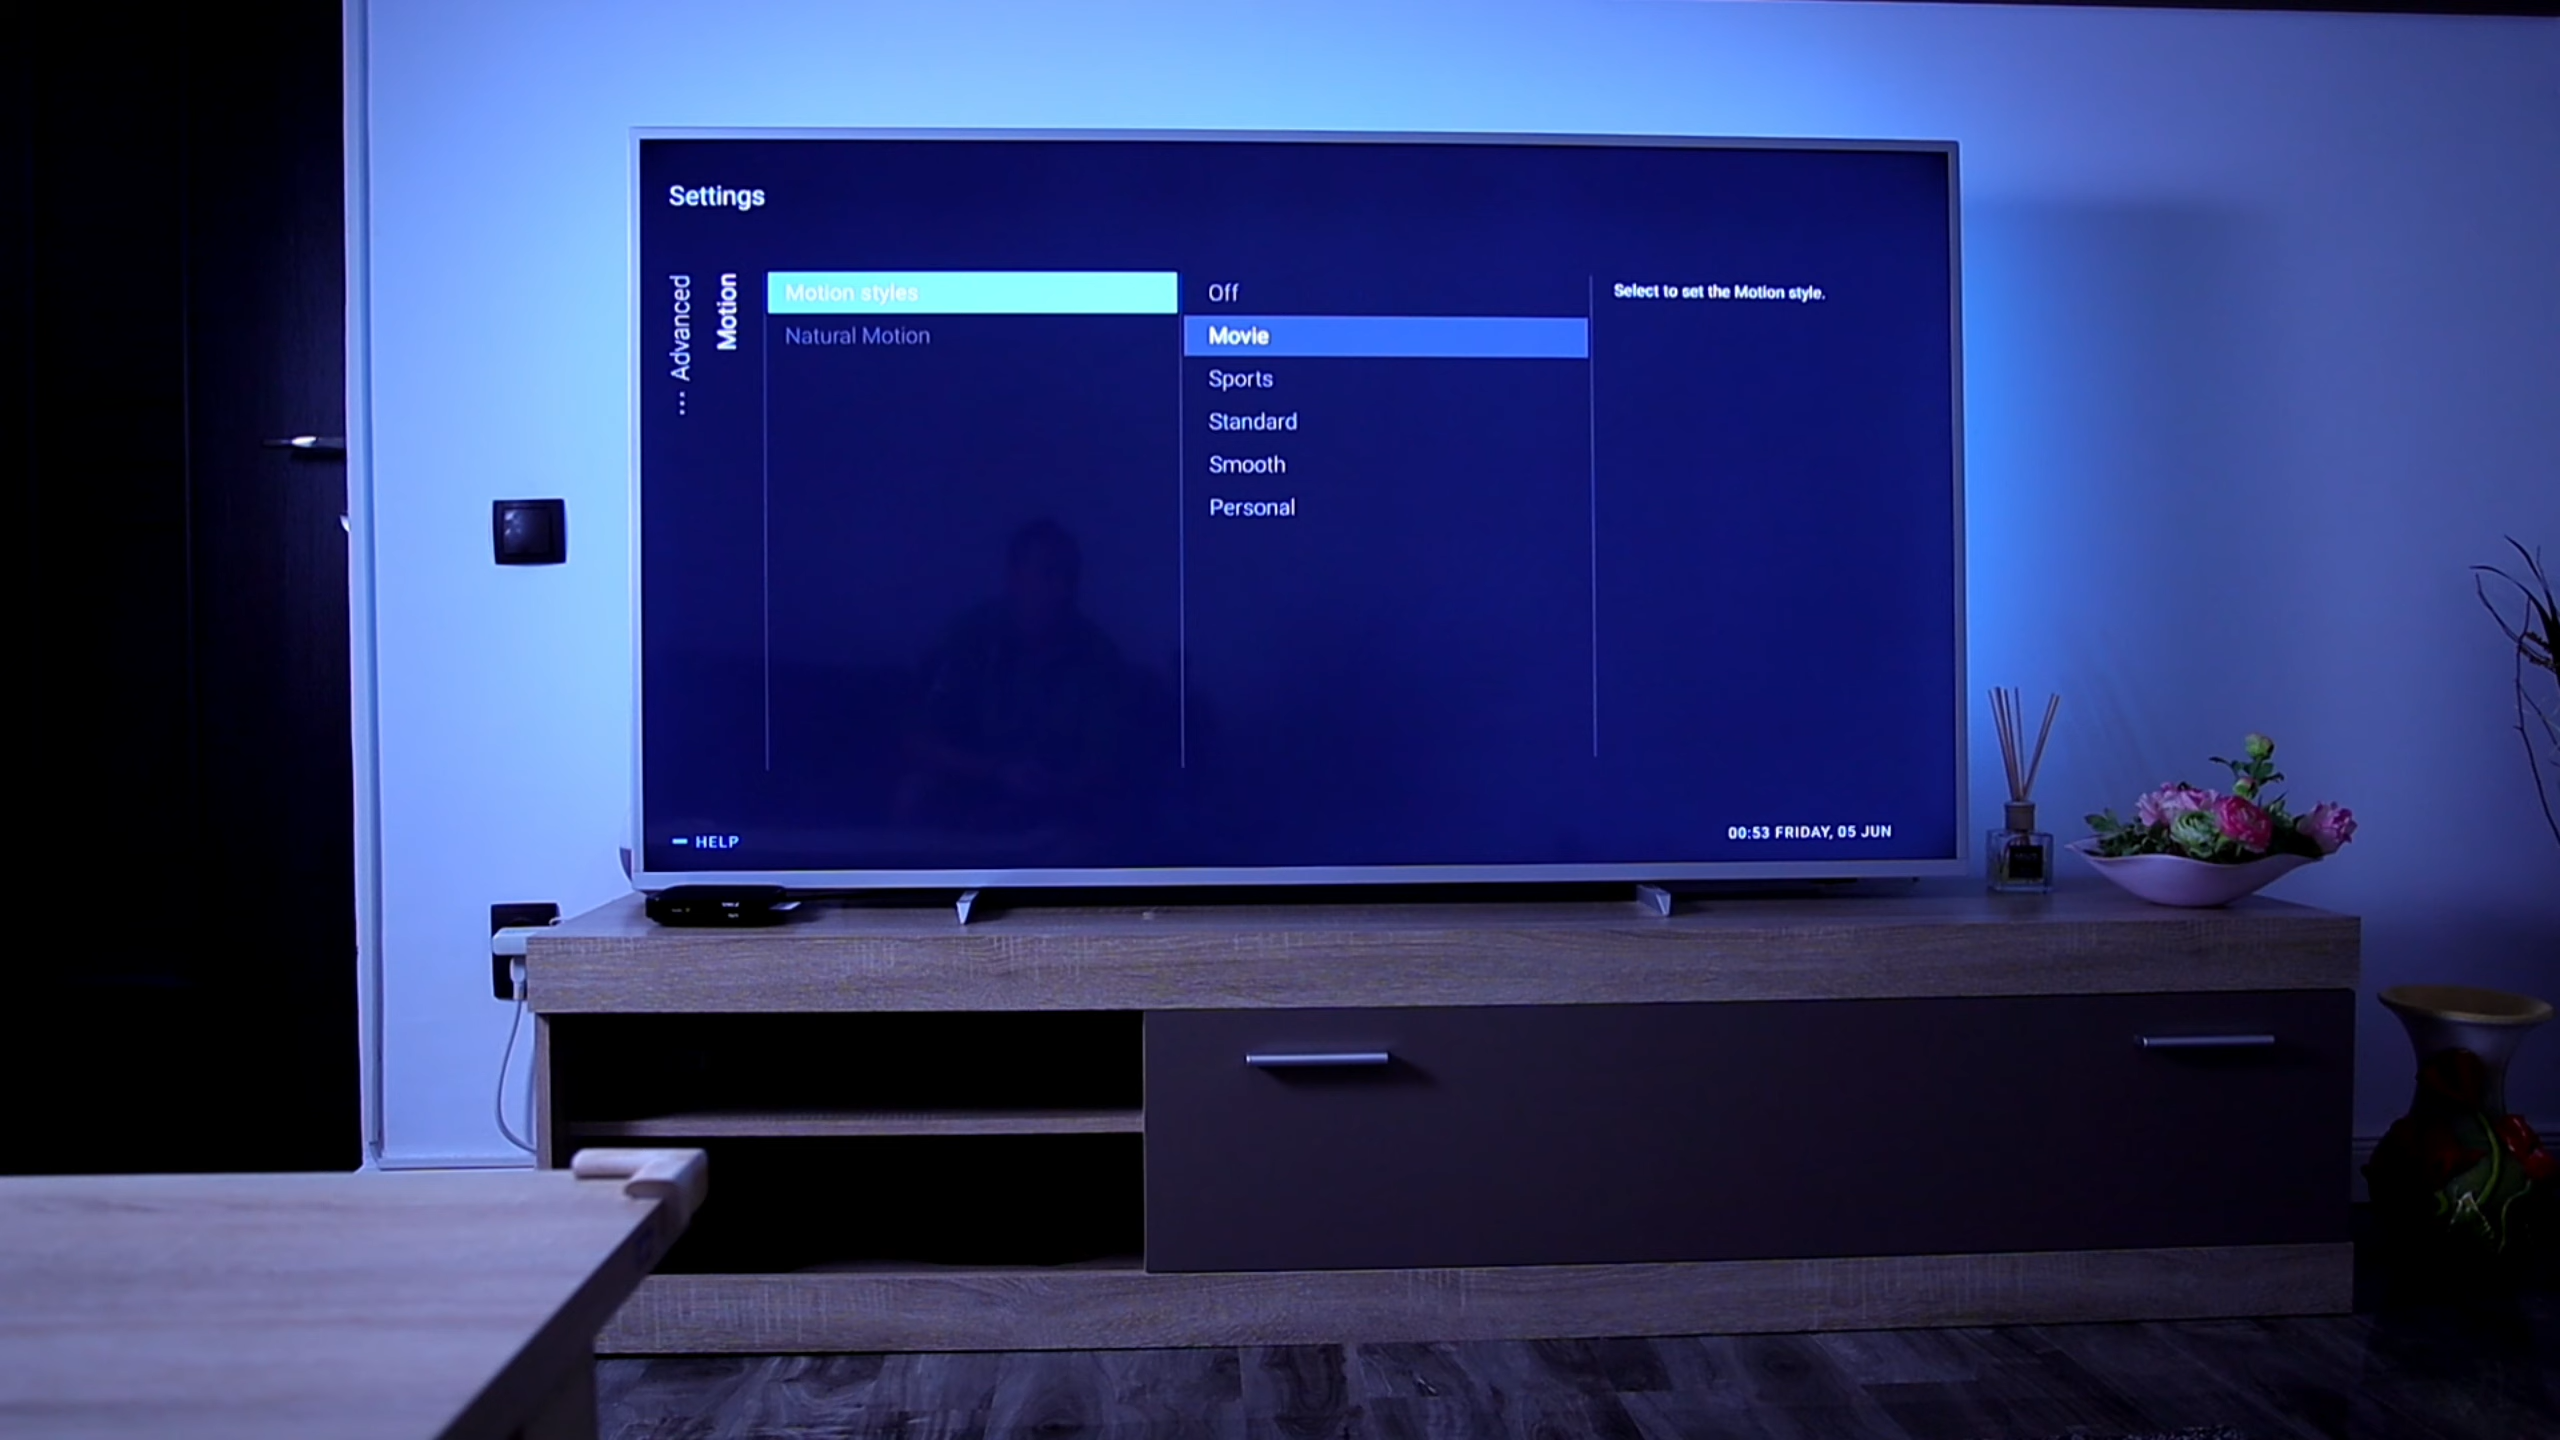 Settings
... Advanced
Motion
Motion styles
Natural Motion
Off
Movie
Sports
Standard
Smooth
Personal
Select to set the Motion style.
HELP
00:53 FRIDAY, 05 JUN